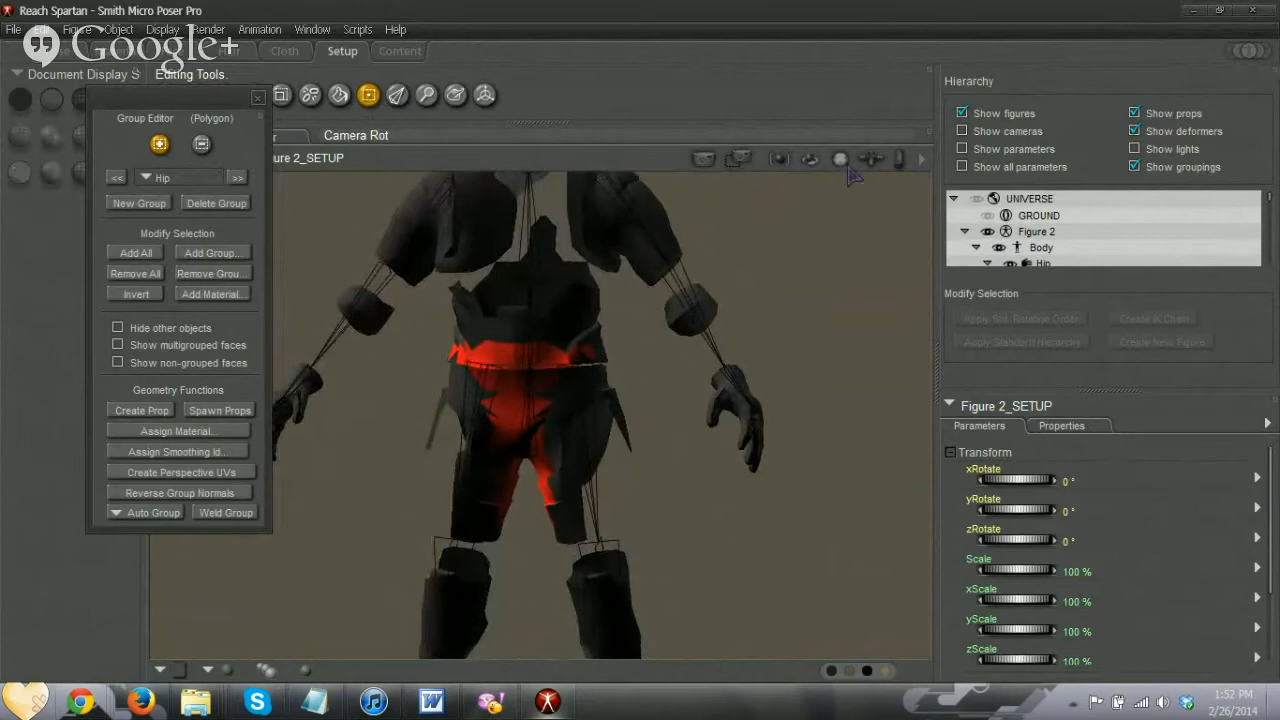 Reach Spartan - Smith Micro Poser Pro
File Edit Figure Object Display Render Animation Window Scripts Help
Google+
Cloth Setup Content
Document Display S
Editing Tools.
Hierarchy
Group Editor (Polygon)
<< Hip >>
New Group Delete Group
Modify Selection
Add All Add Group...
Remove All Remove Grou...
Invert Add Material...
Hide other objects
Show multigrouped faces
Show non-grouped faces
Geometry Functions
Create Prop Spawn Props
Assign Material...
Assign Smoothing Id...
Create Perspective UVs
Reverse Group Normals
Auto Group Weld Group
Camera Rot
ure 2_SETUP
Show figures Show props
Show cameras Show deformers
Show parameters Show lights
Show all parameters Show groupings
UNIVERSE
GROUND
Figure 2
Body
Hip
Modify Selection
Apply Std. Rotation Order Create IK Chain
Apply Standard Hierarchy Create New Figure
Figure 2_SETUP
Parameters Properties
Transform
xRotate
0 °
yRotate
0 °
zRotate
0 °
Scale
100 %
xScale
100 %
yScale
100 %
zScale
100 %
1:52 PM
2/26/2014